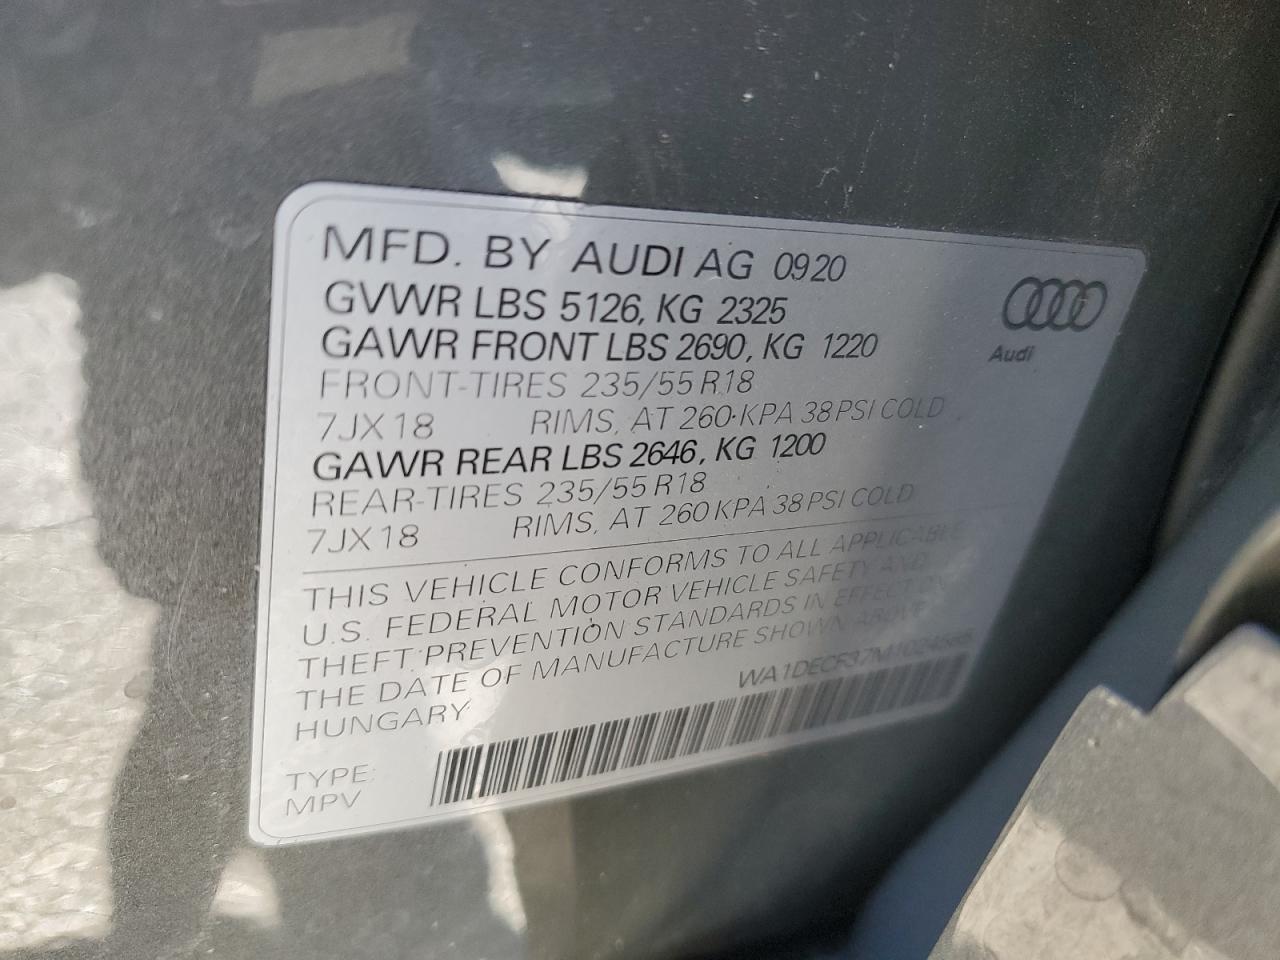 MFD. BY AUDI AG 0920
GVWR LBS 5126, KG 2325
GAWR FRONT LBS 2690, KG 1220
FRONT-TIRES 235/55 R18
7JX18 RIMS, AT 260 KPA 38 PSI COLD
GAWR REAR LBS 2646, KG 1200
REAR-TIRES 235/55 R18
7JX18 RIMS, AT 260 KPA 38 PSI COLD
Audi
THIS VEHICLE CONFORMS TO ALL APPLICABLE
U.S. FEDERAL MOTOR VEHICLE SAFETY AND
THEFT PREVENTION STANDARDS IN EFFECT ON
THE DATE OF MANUFACTURE SHOWN ABOVE
HUNGARY
TYPE:
MPV